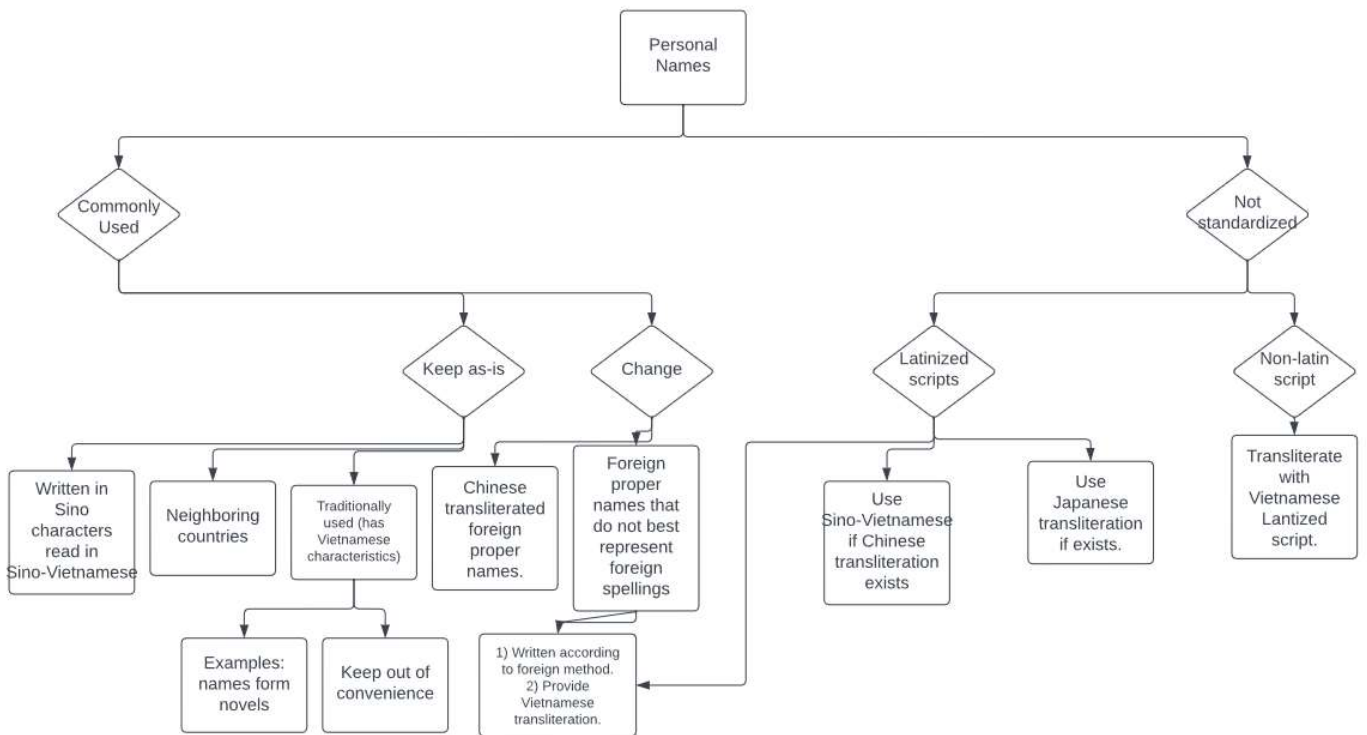 Personal
Names
Commonly
Used
Not
standardized
Keep as-is
Change
Latinized
scripts
Non-latin
script
Written in
Sino
characters
read in
Sino-Vietnamese
Neighboring
countries
Traditionally
used (has
Vietnamese
characteristics)
Chinese
transliterated
foreign
proper
names.
Foreign
proper
names that
do not best
represent
foreign
spellings
Use
Sino-Vietnamese
if Chinese
transliteration
exists
Use
Japanese
transliteration
if exists.
Transliterate
with
Vietnamese
Lantized
script.
Examples:
names form
novels
Keep out of
convenience
1) Written according
to foreign method.
2) Provide
Vietnamese
transliteration.